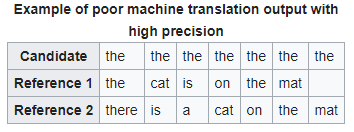 Example of poor machine translation output with
high precision
Candidate the the the the the the the
Reference 1 the cat is on the mat
Reference 2 there is a cat on the mat